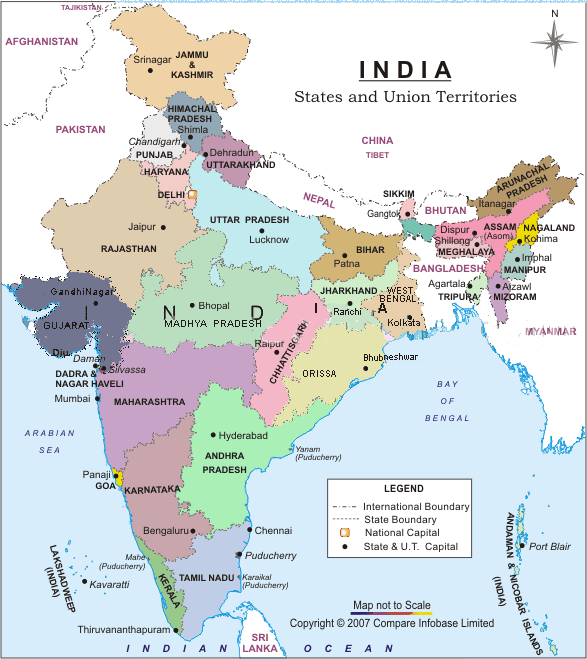 TAJIKISTAN
AFGHANISTAN
N
INDIA
States and Union Territories
Srinagar
JAMMU
&
KASHMIR
HIMACHAL
PRADESH
Shimla
PAKISTAN
Chandigarh
PUNJAB
Dehradun
UTTARAKHAND
CHINA
TIBET
HARYANA
DELHI
NEPAL
SIKKIM
Gangtok
BHUTAN
ARUNACHAL
PRADESH
Itanagar
Jaipur
RAJASTHAN
UTTAR PRADESH
Lucknow
BIHAR
Patna
Dispur
ASSAM
(Asom)
NAGALAND
Kohima
Shillong
MEGHALAYA
Imphal
MANIPUR
BANGLADESH
Agartala
TRIPURA
Aizawl
MIZORAM
MYANMAR
GandhiNagar
GUJARAT
I N D I A
Bhopal
MADHYA PRADESH
JHARKHAND
Ranchi
WEST
BENGAL
Kolkata
Raipur
CHHATTISGARH
Diu
Daman
Silvassa
DADRA &
NAGAR HAVELI
Mumbai
MAHARASHTRA
ORISSA
Bhubneshwar
BAY
OF
BENGAL
ARABIAN
SEA
Hyderabad
ANDHRA
PRADESH
Yanam
(Puducherry)
Panaji
GOA
KARNATAKA
Bengaluru
Chennai
LEGEND
International Boundary
State Boundary
National Capital
State & U.T. Capital
Mahe
(Puducherry)
Puducherry
Karaikal
(Puducherry)
TAMIL NADU
KERALA
LAKSHADWEEP
(INDIA)
Kavaratti
Thiruvananthapuram
ANDAMAN & NICOBAR ISLANDS
(INDIA)
Port Blair
Map not to Scale
Copyright © 2007 Compare Infobase Limited
SRI
LANKA
INDIAN OCEAN